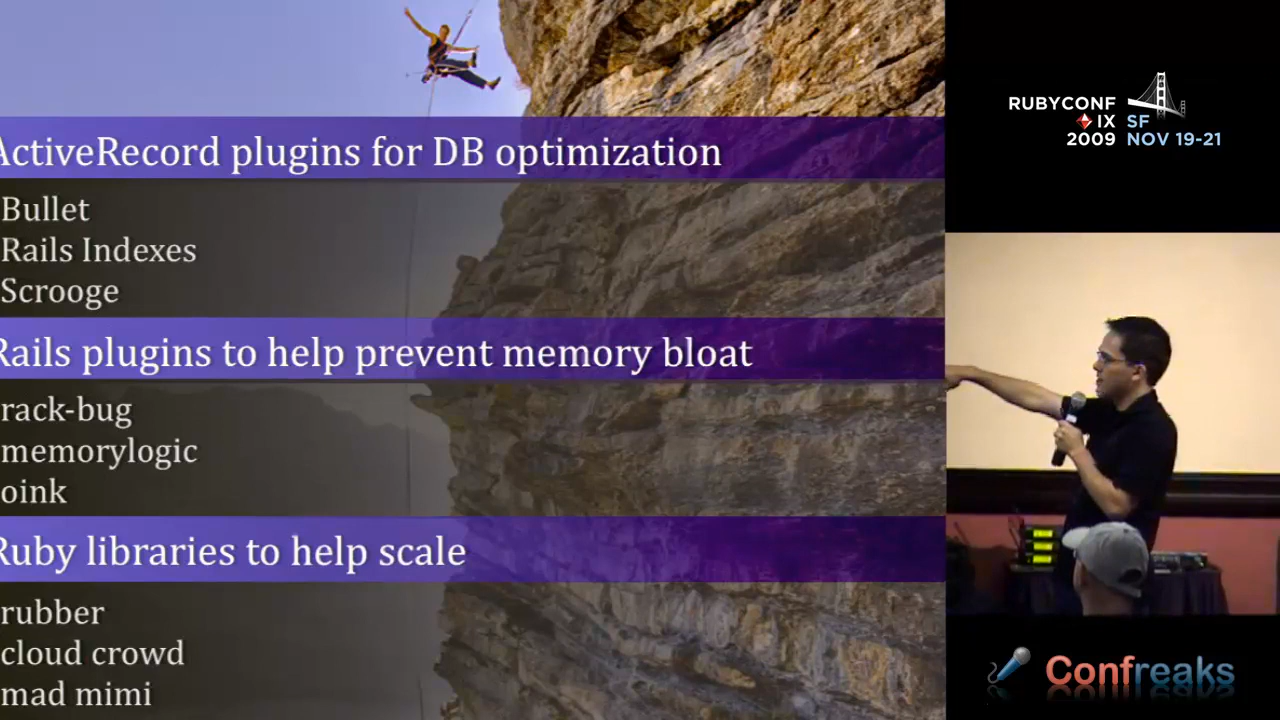 ActiveRecord plugins for DB optimization
Bullet
Rails Indexes
Scrooge
Rails plugins to help prevent memory bloat
rack-bug
memorylogic
oink
Ruby libraries to help scale
rubber
cloud crowd
mad mimi
RUBYCONF
IX SF
2009 NOV 19-21
Confreaks